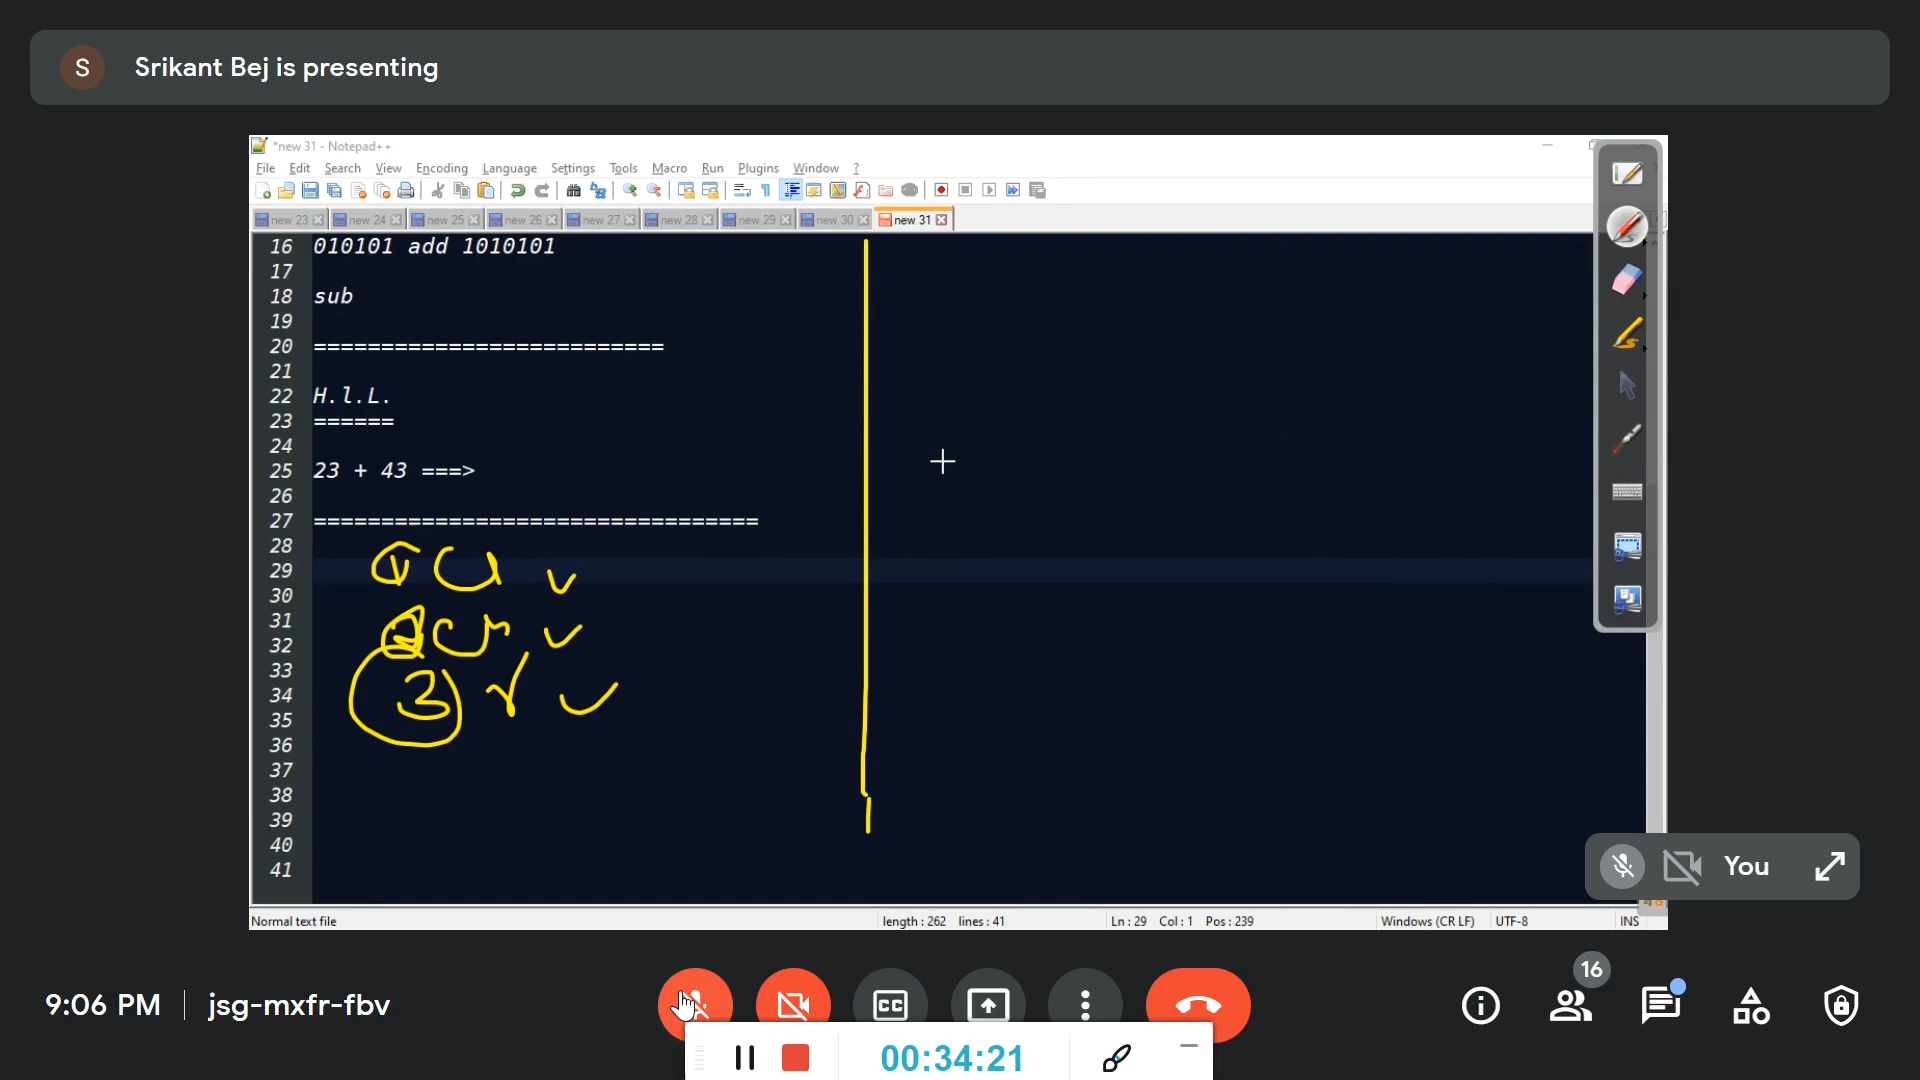 S Srikant Bej is presenting
*new 31 - Notepad++
File Edit Search View Encoding Language Settings Tools Macro Run Plugins Window ?
new 23 new 24 new 25 new 26 new 27 new 28 new 29 new 30 new 31
16 010101 add 1010101
17
18 sub
19
20 ==========================
21
22 H.l.L.
23 ======
24
25 23 + 43 ===>
26
27 =================================
28
29
30
31
32
33
34
35
36
37
38
39
40
41
1
2
3
You
Normal text file length : 262 lines : 41 Ln : 29 Col : 1 Pos : 239 Windows (CR LF) UTF-8 INS
9:06 PM jsg-mxfr-fbv CC 16
00:34:21